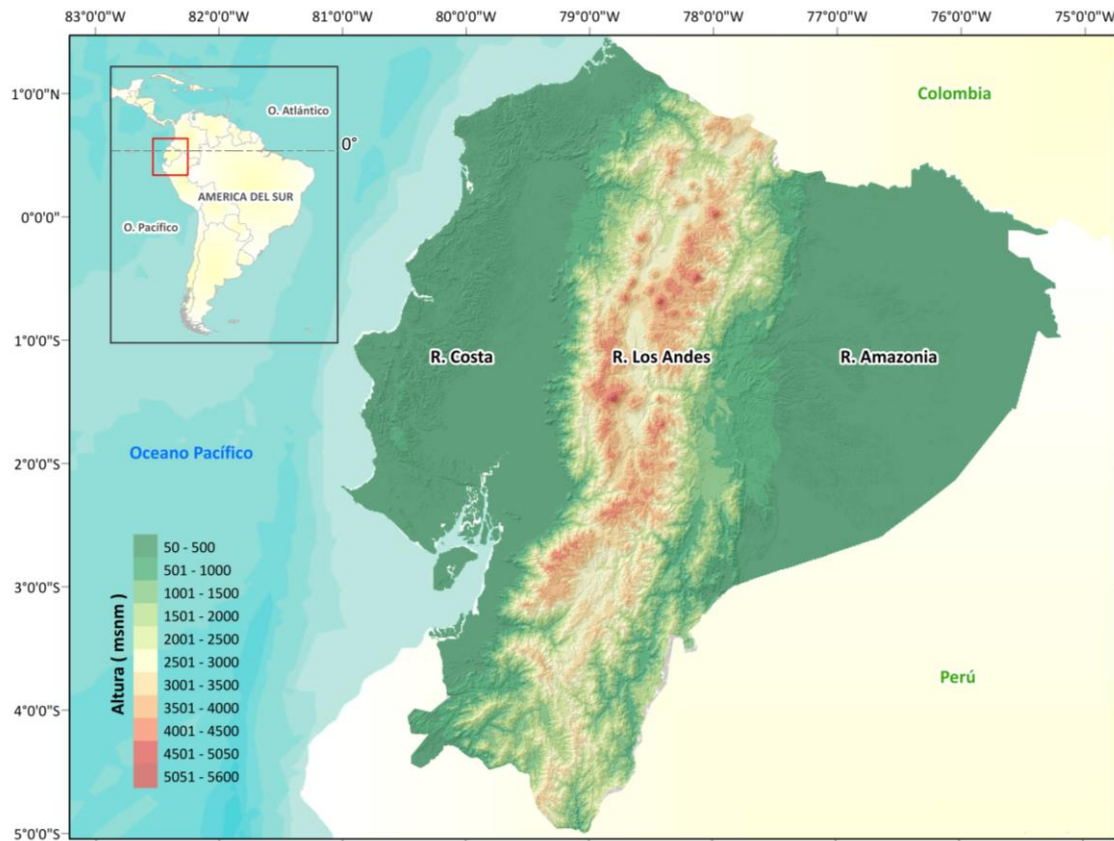 83°0'0"W 82°0'0"W 81°0'0"W 80°0'0"W 79°0'0"W 78°0'0"W 77°0'0"W 76°0'0"W 75°0'0"W
1°0'0"N
0°0'0"
1°0'0"S
2°0'0"S
3°0'0"S
4°0'0"S
5°0'0"S
O. Atlántico
0°
AMERICA DEL SUR
O. Pacífico
Colombia
R. Costa
R. Los Andes
R. Amazonia
Oceano Pacífico
Perú
Altura ( msnm )
50 - 500
501 - 1000
1001 - 1500
1501 - 2000
2001 - 2500
2501 - 3000
3001 - 3500
3501 - 4000
4001 - 4500
4501 - 5050
5051 - 5600